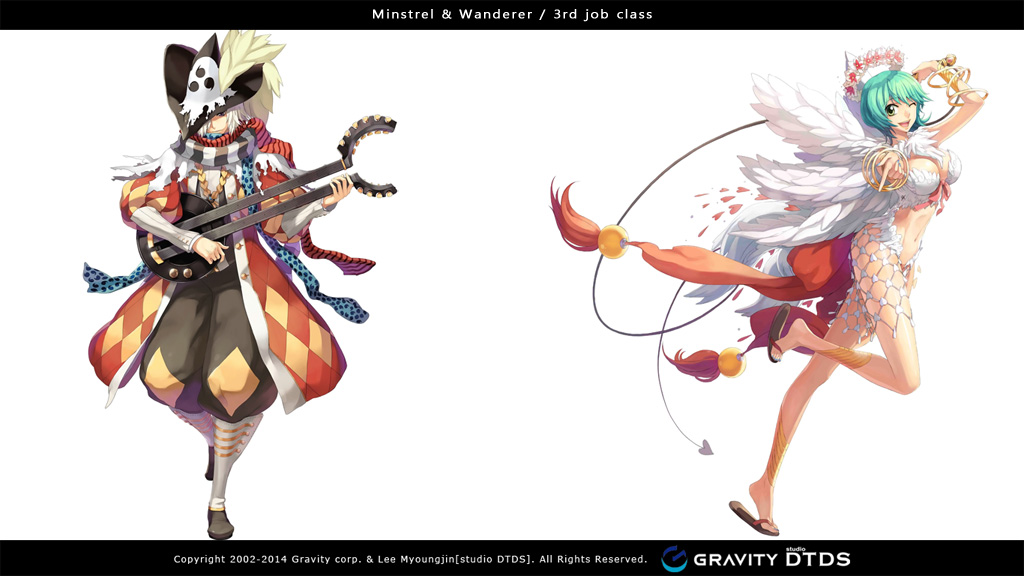 Minstrel & Wanderer / 3rd job class
Copyright 2002-2014 Gravity corp. & Lee Myoungjin[studio DTDS]. All Rights Reserved.
GRAVITY studio DTDS